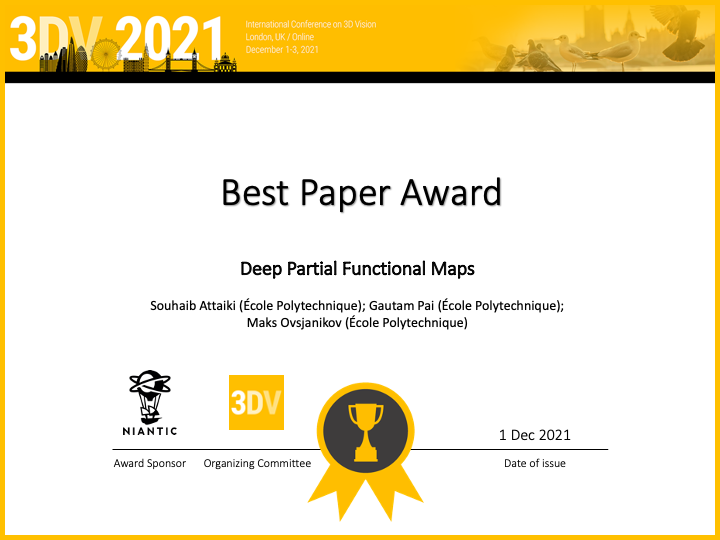 3DV 2021
International Conference on 3D Vision
London, UK / Online
December 1-3, 2021
Best Paper Award
Deep Partial Functional Maps
Souhaib Attaiki (École Polytechnique); Gautam Pai (École Polytechnique);
Maks Ovsjanikov (École Polytechnique)
NIANTIC
3DV
1 Dec 2021
Award Sponsor
Organizing Committee
Date of issue